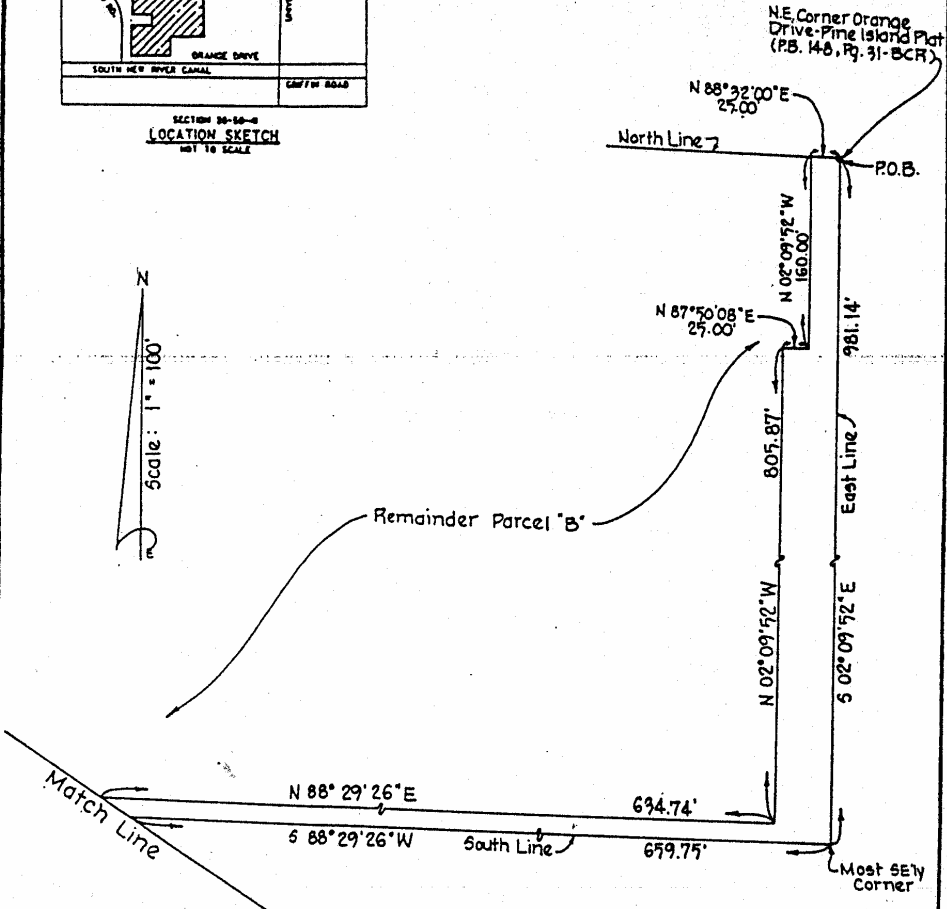 ORANGE DRIVE
SOUTH NEW RIVER CANAL
GRIFFIN ROAD
LOCATION SKETCH
NOT TO SCALE
N.E. Corner Orange
Drive-Pine Island Plat
(P.B. 148, Pg. 31-BCR)
N 88°32'00"E
25.00'
North Line
P.O.B.
N 02°09'52"W
160.00'
N
Scale: 1" = 100'
N 87°50'08"E
25.00'
981.14'
805.87'
East Line
Remainder Parcel "B"
N 02°09'52"W
S 02°09'52"E
Match Line
N 88° 29' 26" E
634.74'
S 88°29'26"W
South Line
659.75'
Most SE'ly
Corner